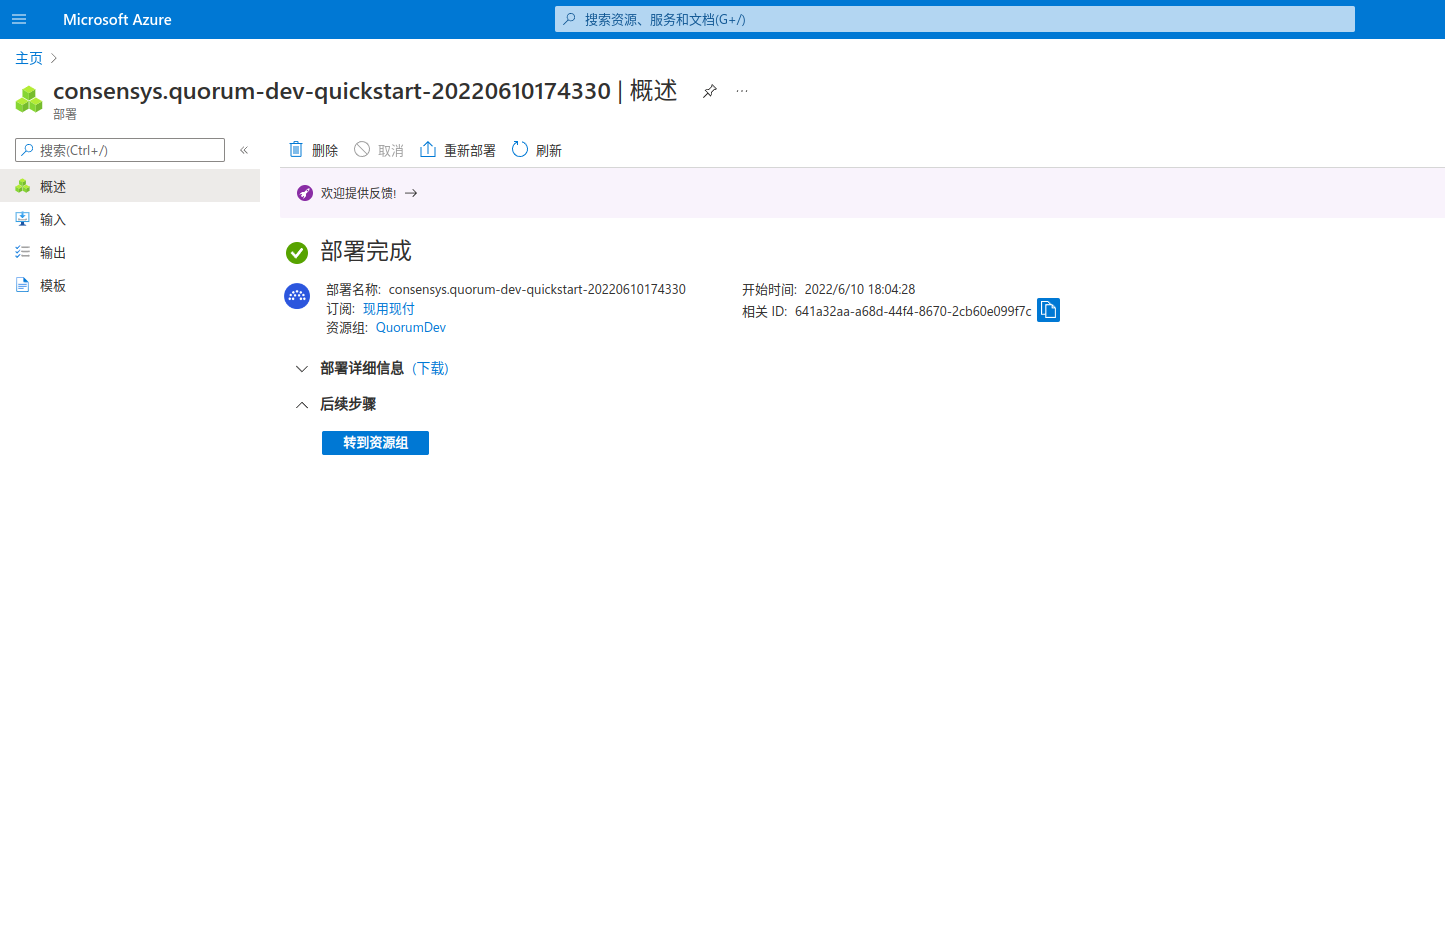 Microsoft Azure
搜索资源、服务和文档(G+/)
主页
consensys.quorum-dev-quickstart-20220610174330 | 概述
部署
搜索(Ctrl+/)
删除 取消 重新部署 刷新
概述
输入
输出
模板
欢迎提供反馈!
部署完成
部署名称: consensys.quorum-dev-quickstart-20220610174330
订阅: 现用现付
资源组: QuorumDev
开始时间: 2022/6/10 18:04:28
相关 ID: 641a32aa-a68d-44f4-8670-2cb60e099f7c
部署详细信息 (下载)
后续步骤
转到资源组